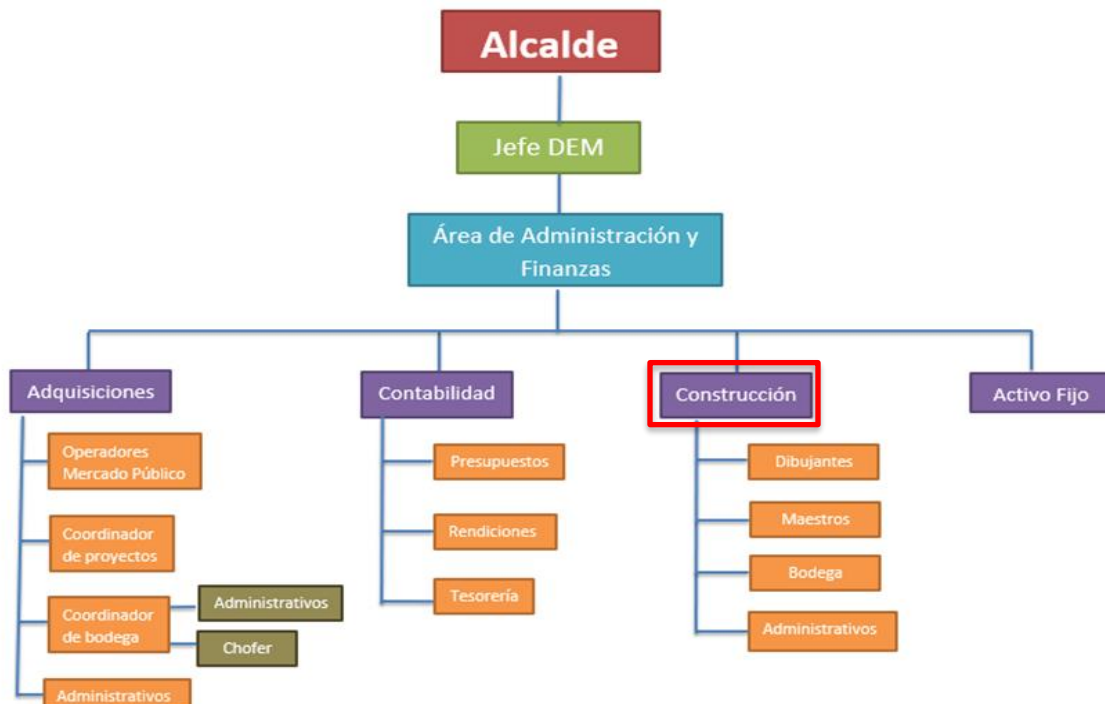 Alcalde
Jefe DEM
Área de Administración y
Finanzas
Adquisiciones
Operadores
Mercado Público
Coordinador
de proyectos
Coordinador
de bodega
Administrativos
Chofer
Administrativos
Contabilidad
Presupuestos
Rendiciones
Tesorería
Construcción
Dibujantes
Maestros
Bodega
Administrativos
Activo Fijo